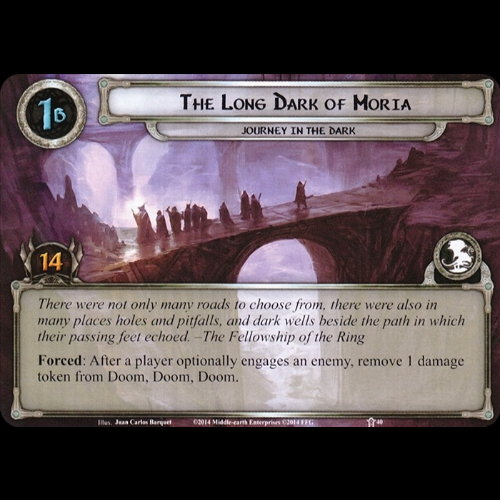 1B
THE LONG DARK OF MORIA
JOURNEY IN THE DARK
14
There were not only many roads to choose from, there were also in
many places holes and pitfalls, and dark wells beside the path in which
their passing feet echoed. –The Fellowship of the Ring
Forced: After a player optionally engages an enemy, remove 1 damage
token from Doom, Doom, Doom.
Illus. Juan Carlos Barquet ©2014 Middle-earth Enterprises ©2014 FFG 40